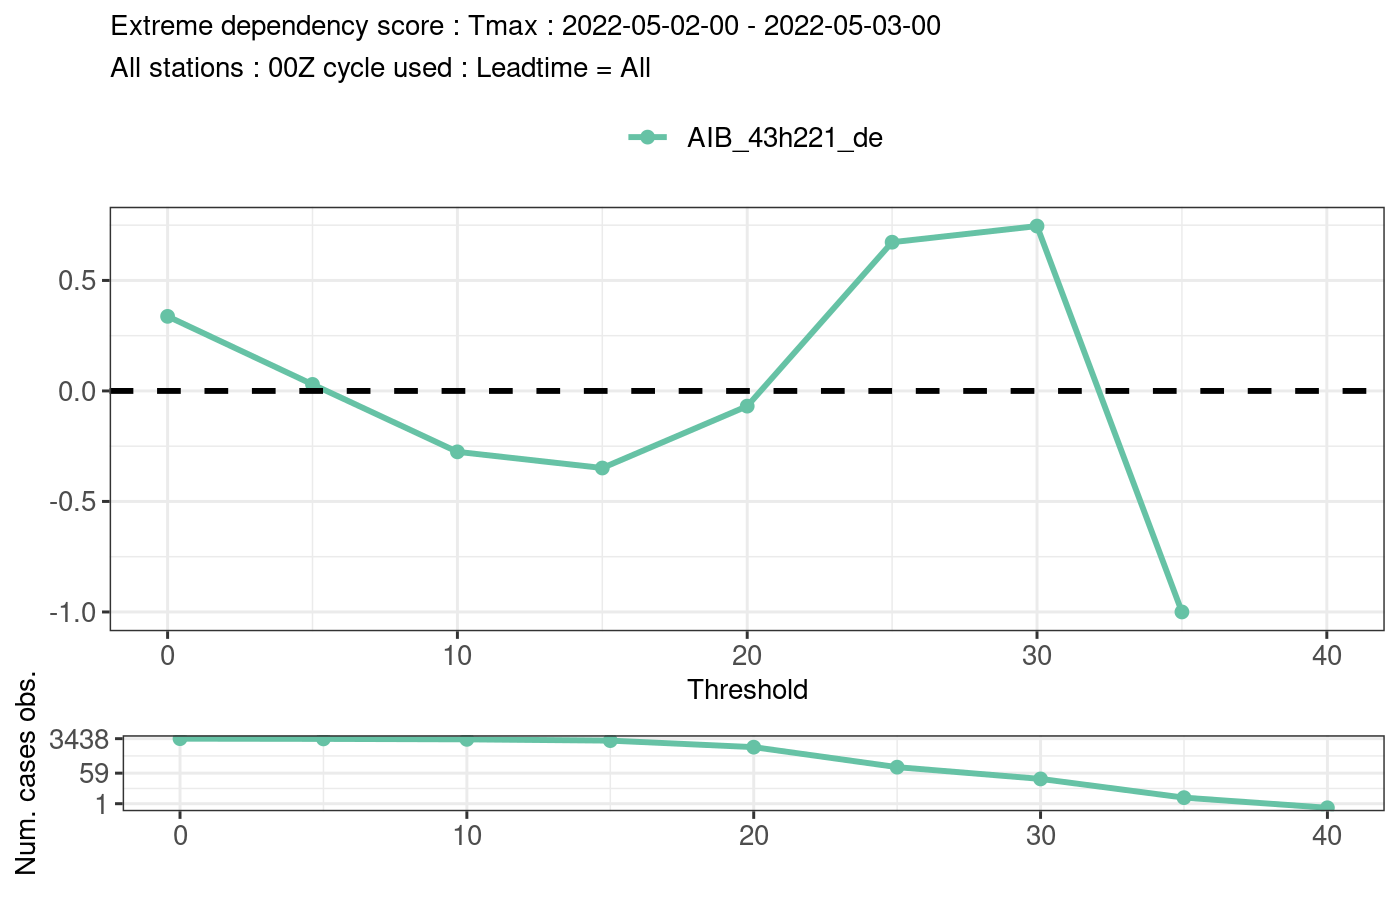 Extreme dependency score : Tmax : 2022-05-02-00 - 2022-05-03-00
All stations : 00Z cycle used : Leadtime = All
AIB_43h221_de
0.5
0.0
-0.5
-1.0
0 10 20 30 40
Threshold
Num. cases obs.
3438
59
1
0 10 20 30 40